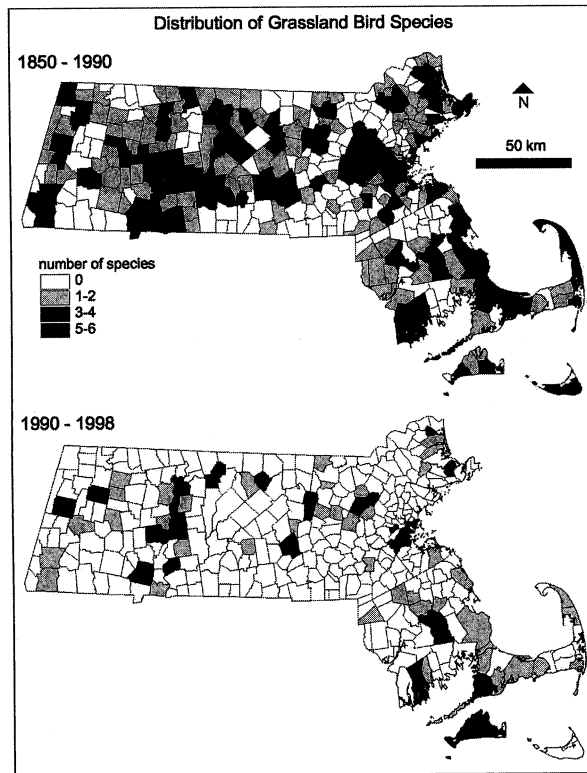 Distribution of Grassland Bird Species
1850 - 1990
N
50 km
number of species
0
1-2
3-4
5-6
1990 - 1998